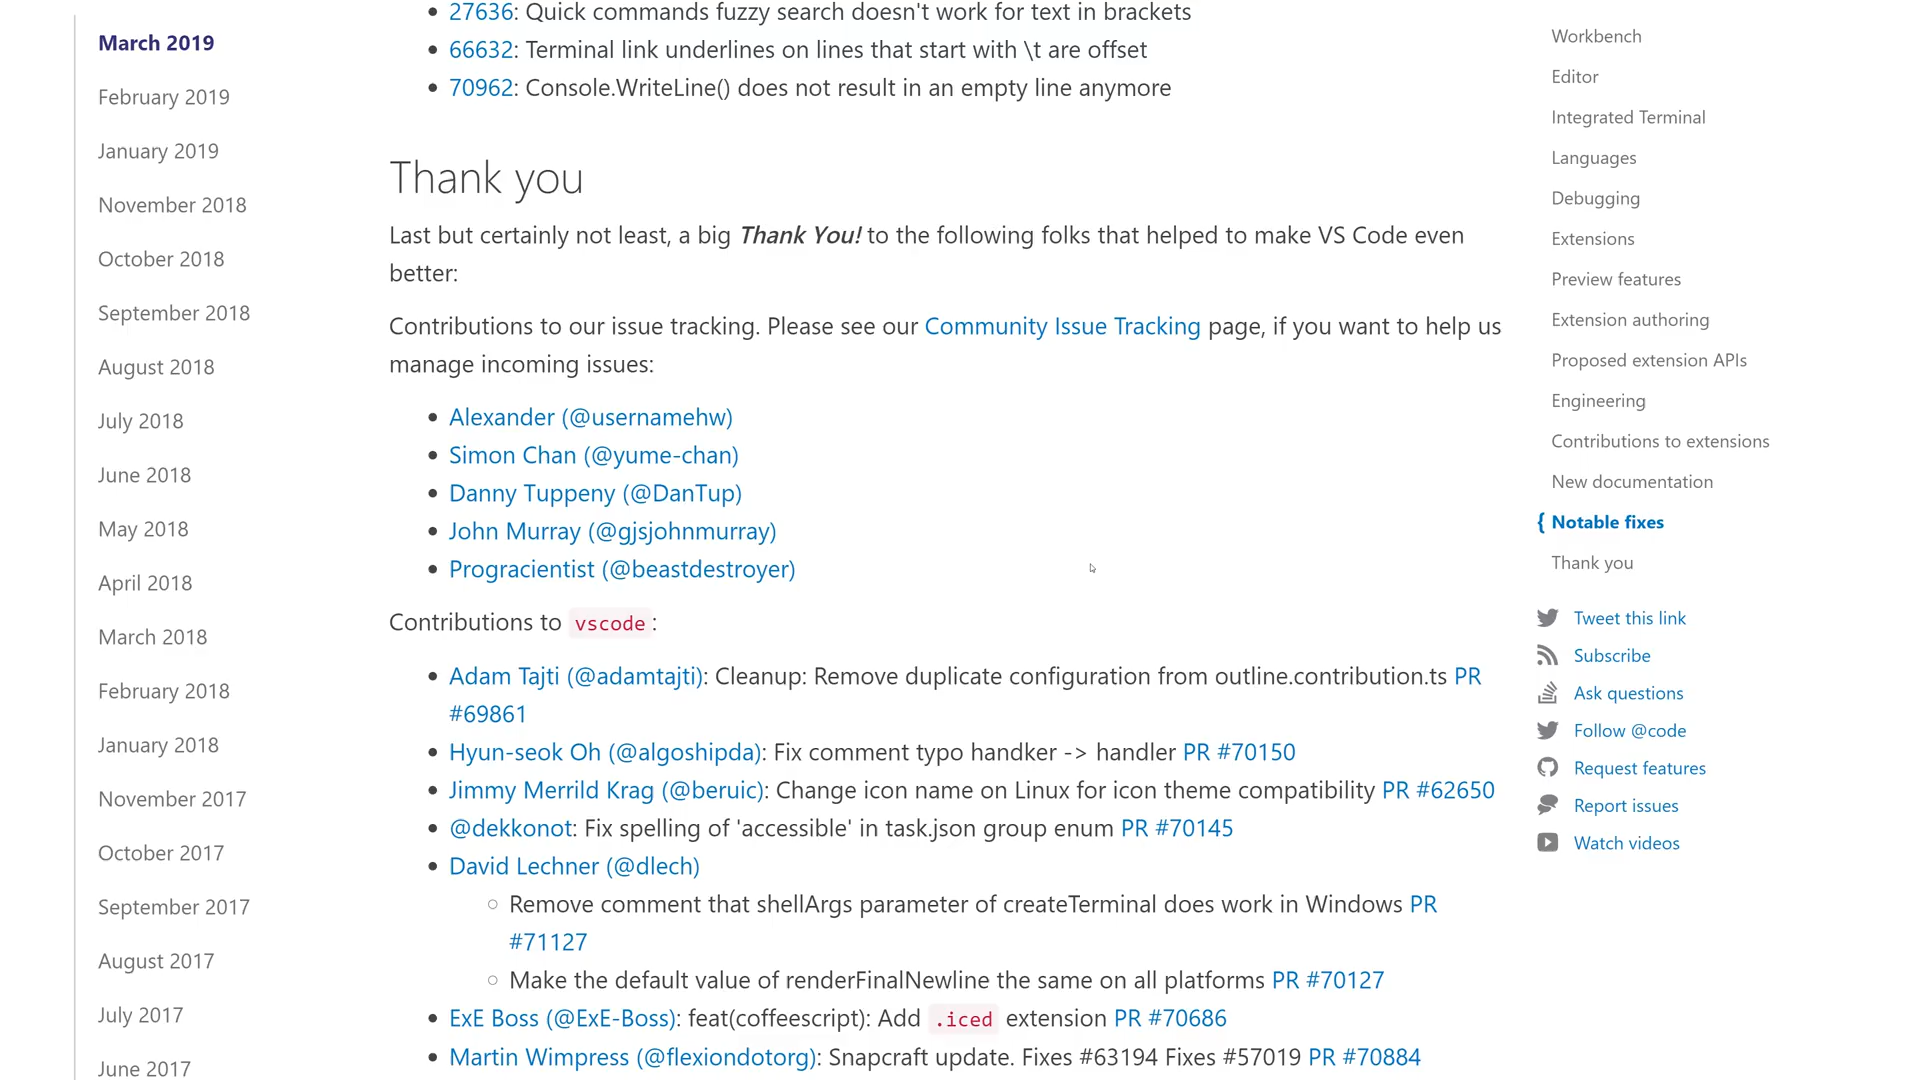 March 2019
February 2019
January 2019
November 2018
October 2018
September 2018
August 2018
July 2018
June 2018
May 2018
April 2018
March 2018
February 2018
January 2018
November 2017
October 2017
September 2017
August 2017
July 2017
June 2017
27636: Quick commands fuzzy search doesn't work for text in brackets
66632: Terminal link underlines on lines that start with \t are offset
70962: Console.WriteLine() does not result in an empty line anymore
Thank you
Last but certainly not least, a big Thank You! to the following folks that helped to make VS Code even
better:
Contributions to our issue tracking. Please see our Community Issue Tracking page, if you want to help us
manage incoming issues:
Alexander (@usernamehw)
Simon Chan (@yume-chan)
Danny Tuppeny (@DanTup)
John Murray (@gjsjohnmurray)
Progracientist (@beastdestroyer)
Contributions to vscode:
Adam Tajti (@adamtajti): Cleanup: Remove duplicate configuration from outline.contribution.ts PR
#69861
Hyun-seok Oh (@algoshipda): Fix comment typo handker -> handler PR #70150
Jimmy Merrild Krag (@beruic): Change icon name on Linux for icon theme compatibility PR #62650
@dekkonot: Fix spelling of 'accessible' in task.json group enum PR #70145
David Lechner (@dlech)
Remove comment that shellArgs parameter of createTerminal does work in Windows PR
#71127
Make the default value of renderFinalNewline the same on all platforms PR #70127
ExE Boss (@ExE-Boss): feat(coffeescript): Add .iced extension PR #70686
Martin Wimpress (@flexiondotorg): Snapcraft update. Fixes #63194 Fixes #57019 PR #70884
Workbench
Editor
Integrated Terminal
Languages
Debugging
Extensions
Preview features
Extension authoring
Proposed extension APIs
Engineering
Contributions to extensions
New documentation
{ Notable fixes
Thank you
Tweet this link
Subscribe
Ask questions
Follow @code
Request features
Report issues
Watch videos